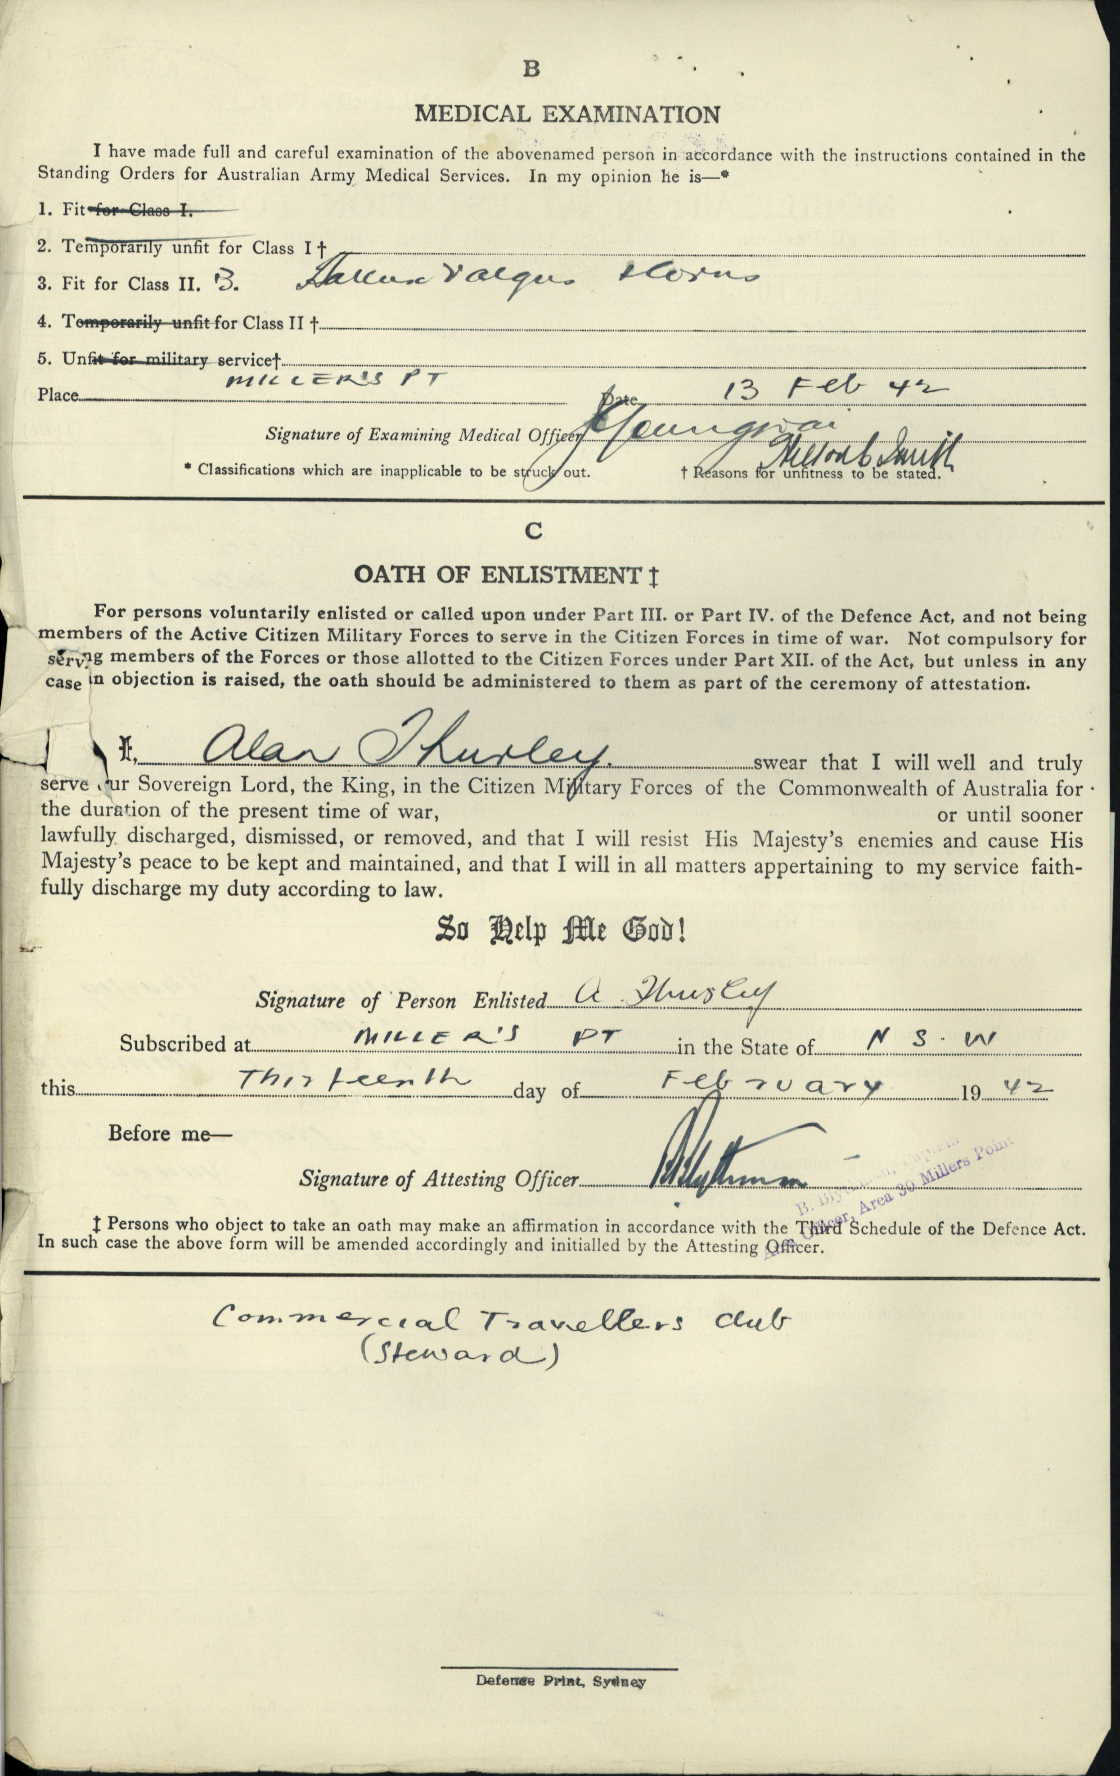 B
MEDICAL EXAMINATION
I have made full and careful examination of the abovenamed person in accordance with the instructions contained in the
Standing Orders for Australian Army Medical Services. In my opinion he is—*
1. Fit for Class I.
2. Temporarily unfit for Class I †
3. Fit for Class II. B. Hallux Valgus
4. Temporarily unfit for Class II †
5. Unfit for military service†
Place MILLER'S PT Date 13 Feb 42
Signature of Examining Medical Officer
* Classifications which are inapplicable to be struck out. † Reasons for unfitness to be stated.
C
OATH OF ENLISTMENT ‡
For persons voluntarily enlisted or called upon under Part III. or Part IV. of the Defence Act, and not being
members of the Active Citizen Military Forces to serve in the Citizen Forces in time of war. Not compulsory for
serving members of the Forces or those allotted to the Citizen Forces under Part XII. of the Act, but unless in any
case an objection is raised, the oath should be administered to them as part of the ceremony of attestation.
I, Alan Thursley. swear that I will well and truly
serve our Sovereign Lord, the King, in the Citizen Military Forces of the Commonwealth of Australia for
the duration of the present time of war, or until sooner
lawfully discharged, dismissed, or removed, and that I will resist His Majesty's enemies and cause His
Majesty's peace to be kept and maintained, and that I will in all matters appertaining to my service faith-
fully discharge my duty according to law.
So Help Me God!
Signature of Person Enlisted A Thursley
Subscribed at MILLER'S PT in the State of N S. W
this Thirteenth day of February 19 42
Before me—
Signature of Attesting Officer
Area Officer, Area 30 Millers Point
‡ Persons who object to take an oath may make an affirmation in accordance with the Third Schedule of the Defence Act.
In such case the above form will be amended accordingly and initialled by the Attesting Officer.
Commercial Travellers Club
(Steward)
Defense Print, Sydney